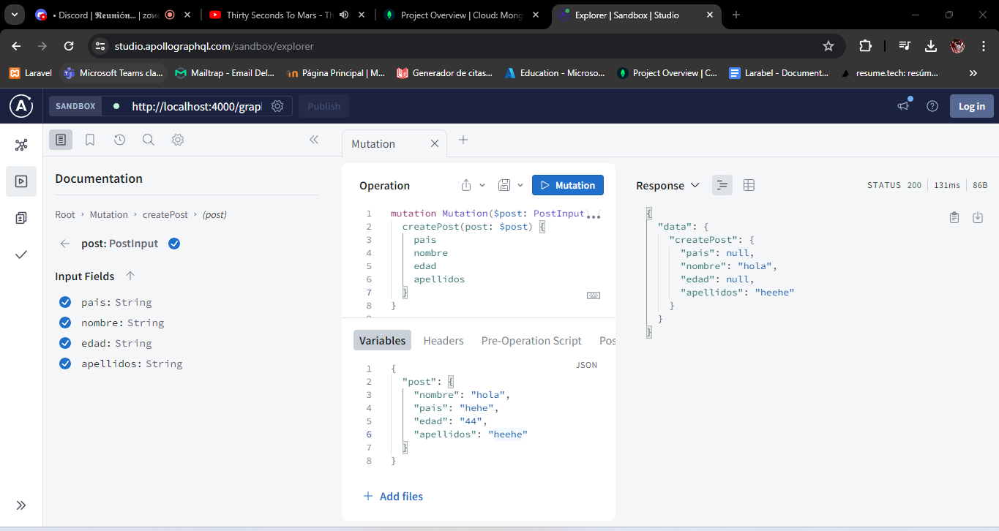 • Discord | 𝕽𝖊𝖚𝖓𝖎ó𝖓... | zσи
Thirty Seconds To Mars - Th
Project Overview | Cloud: Mong
Explorer | Sandbox | Studio
studio.apollographql.com/sandbox/explorer
Laravel
Microsoft Teams cla...
Mailtrap - Email Del...
Página Principal | M...
Generador de citas...
Education - Microso...
Project Overview | C...
Larabel - Document...
resume.tech: resúm...
SANDBOX
http://localhost:4000/grap
Publish
Log in
Documentation
Root › Mutation › createPost › (post)
post: PostInput
Input Fields
pais: String
nombre: String
edad: String
apellidos: String
Mutation
Operation
Mutation
1 mutation Mutation($post: PostInput) {
2 createPost(post: $post) {
3 pais
4 nombre
5 edad
6 apellidos
7 }
8 }
Variables
Headers
Pre-Operation Script
Pos
JSON
1 {
2 "post": {
3 "nombre": "hola",
4 "pais": "hehe",
5 "edad": "44",
6 "apellidos": "heehe"
7 }
8 }
+ Add files
Response
STATUS 200
131ms
86B
{
"data": {
"createPost": {
"pais": null,
"nombre": "hola",
"edad": null,
"apellidos": "heehe"
}
}
}